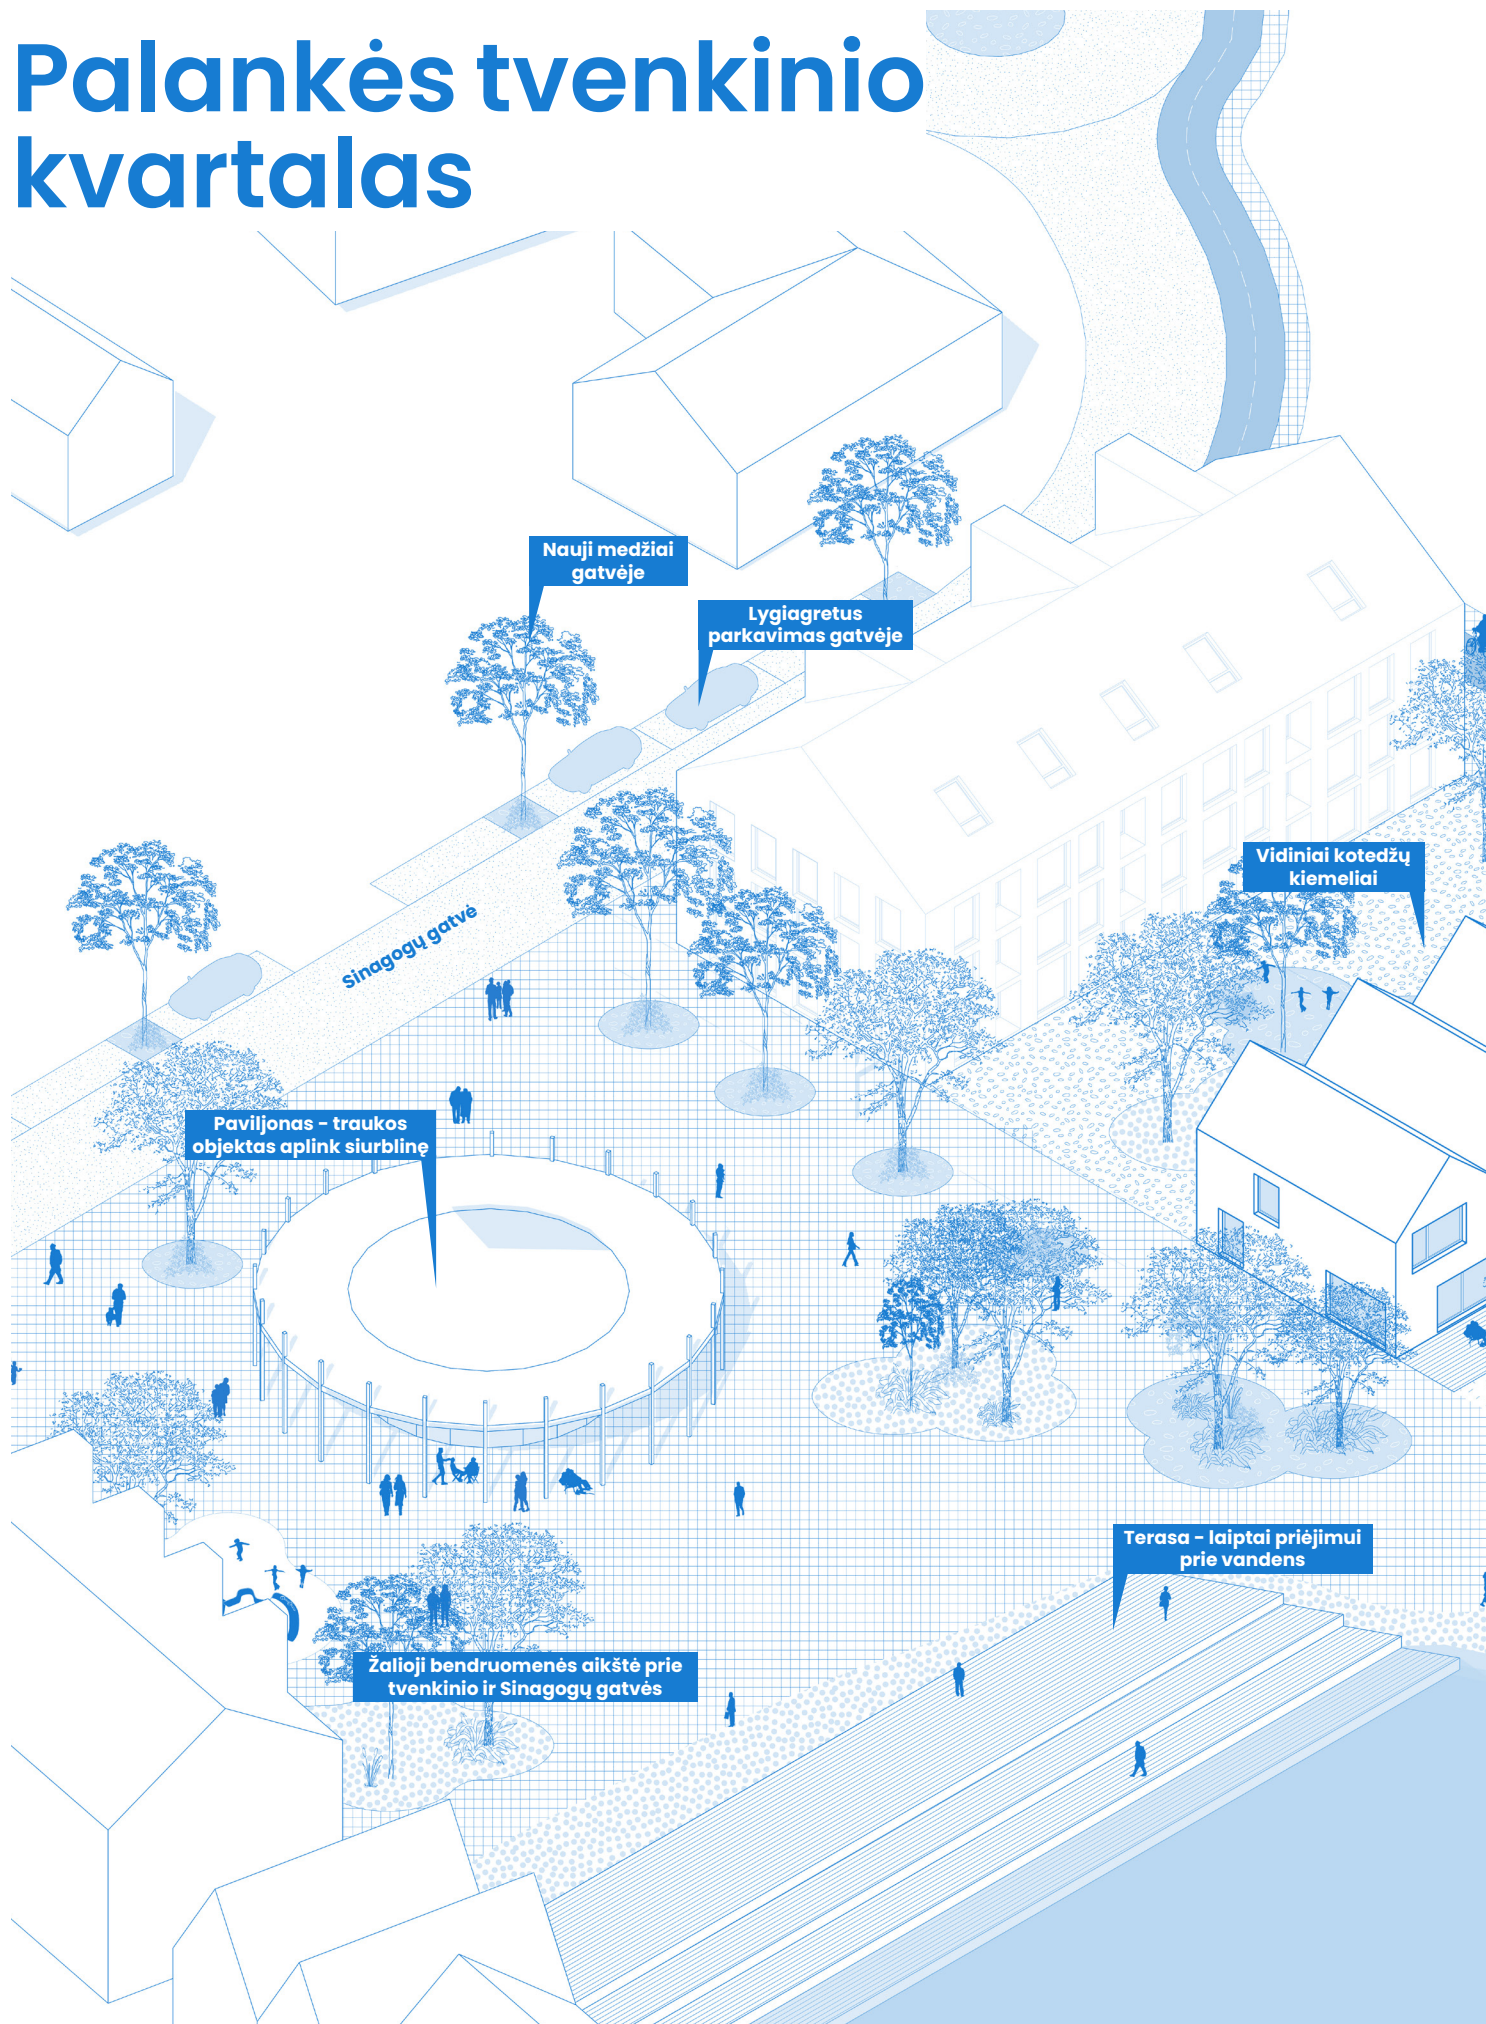 Palankės tvenkinio
kvartalas
Nauji medžiai
gatvėje
Lygiagretus
parkavimas gatvėje
Vidiniai kotedžų
kiemeliai
Sinagogų gatvė
Paviljonas - traukos
objektas aplink siurblinę
Terasa - laiptai priėjimui
prie vandens
Žalioji bendruomenės aikštė prie
tvenkinio ir Sinagogų gatvės